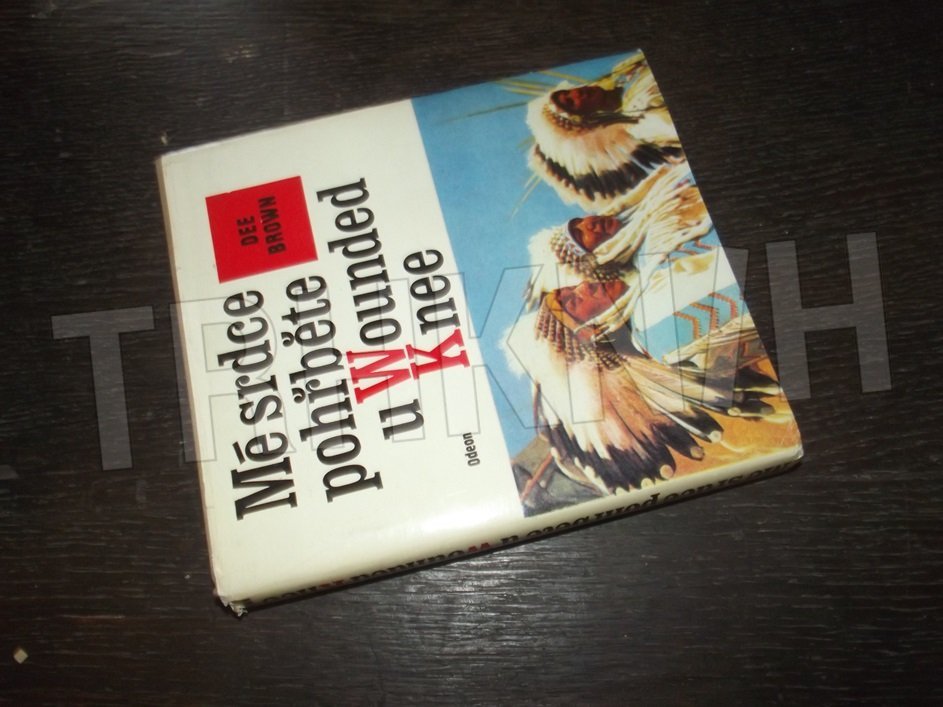 DEE
BROWN
Mé srdce
pohřběte
u Wounded
Knee
Odeon